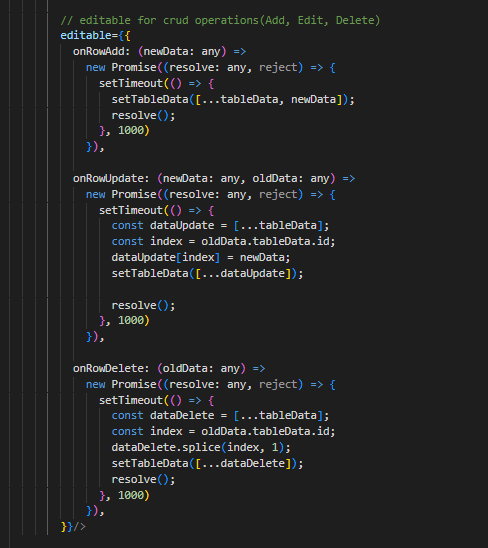 // editable for crud operations(Add, Edit, Delete)
editable={{
onRowAdd: (newData: any) =>
new Promise((resolve: any, reject) => {
setTimeout(() => {
setTableData([...tableData, newData]);
resolve();
}, 1000)
}),
onRowUpdate: (newData: any, oldData: any) =>
new Promise((resolve: any, reject) => {
setTimeout(() => {
const dataUpdate = [...tableData];
const index = oldData.tableData.id;
dataUpdate[index] = newData;
setTableData([...dataUpdate]);
resolve();
}, 1000)
}),
onRowDelete: (oldData: any) =>
new Promise((resolve: any, reject) => {
setTimeout(() => {
const dataDelete = [...tableData];
const index = oldData.tableData.id;
dataDelete.splice(index, 1);
setTableData([...dataDelete]);
resolve();
}, 1000)
}),
}}/>